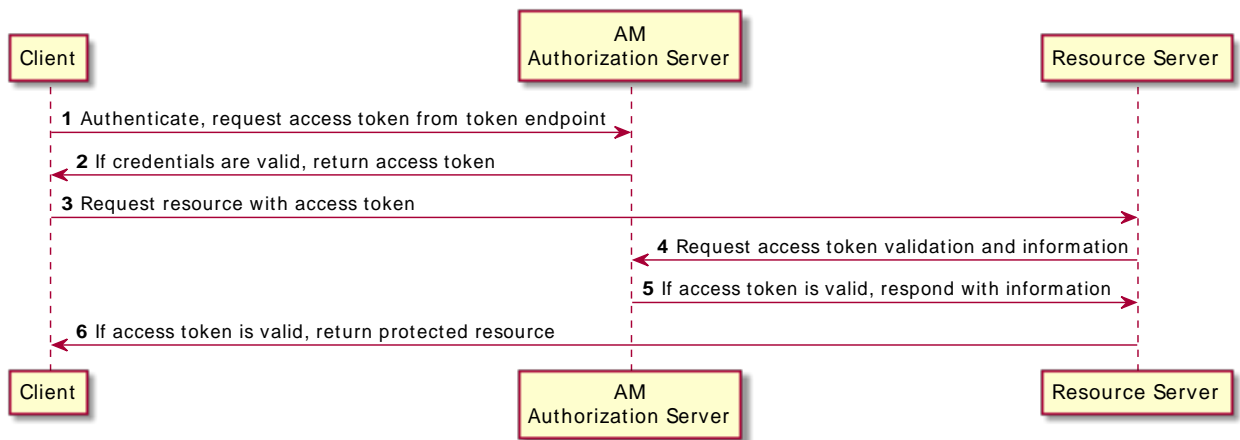 Client
AM
Authorization Server
Resource Server
1 Authenticate, request access token from token endpoint
2 If credentials are valid, return access token
3 Request resource with access token
4 Request access token validation and information
5 If access token is valid, respond with information
6 If access token is valid, return protected resource
Client
AM
Authorization Server
Resource Server